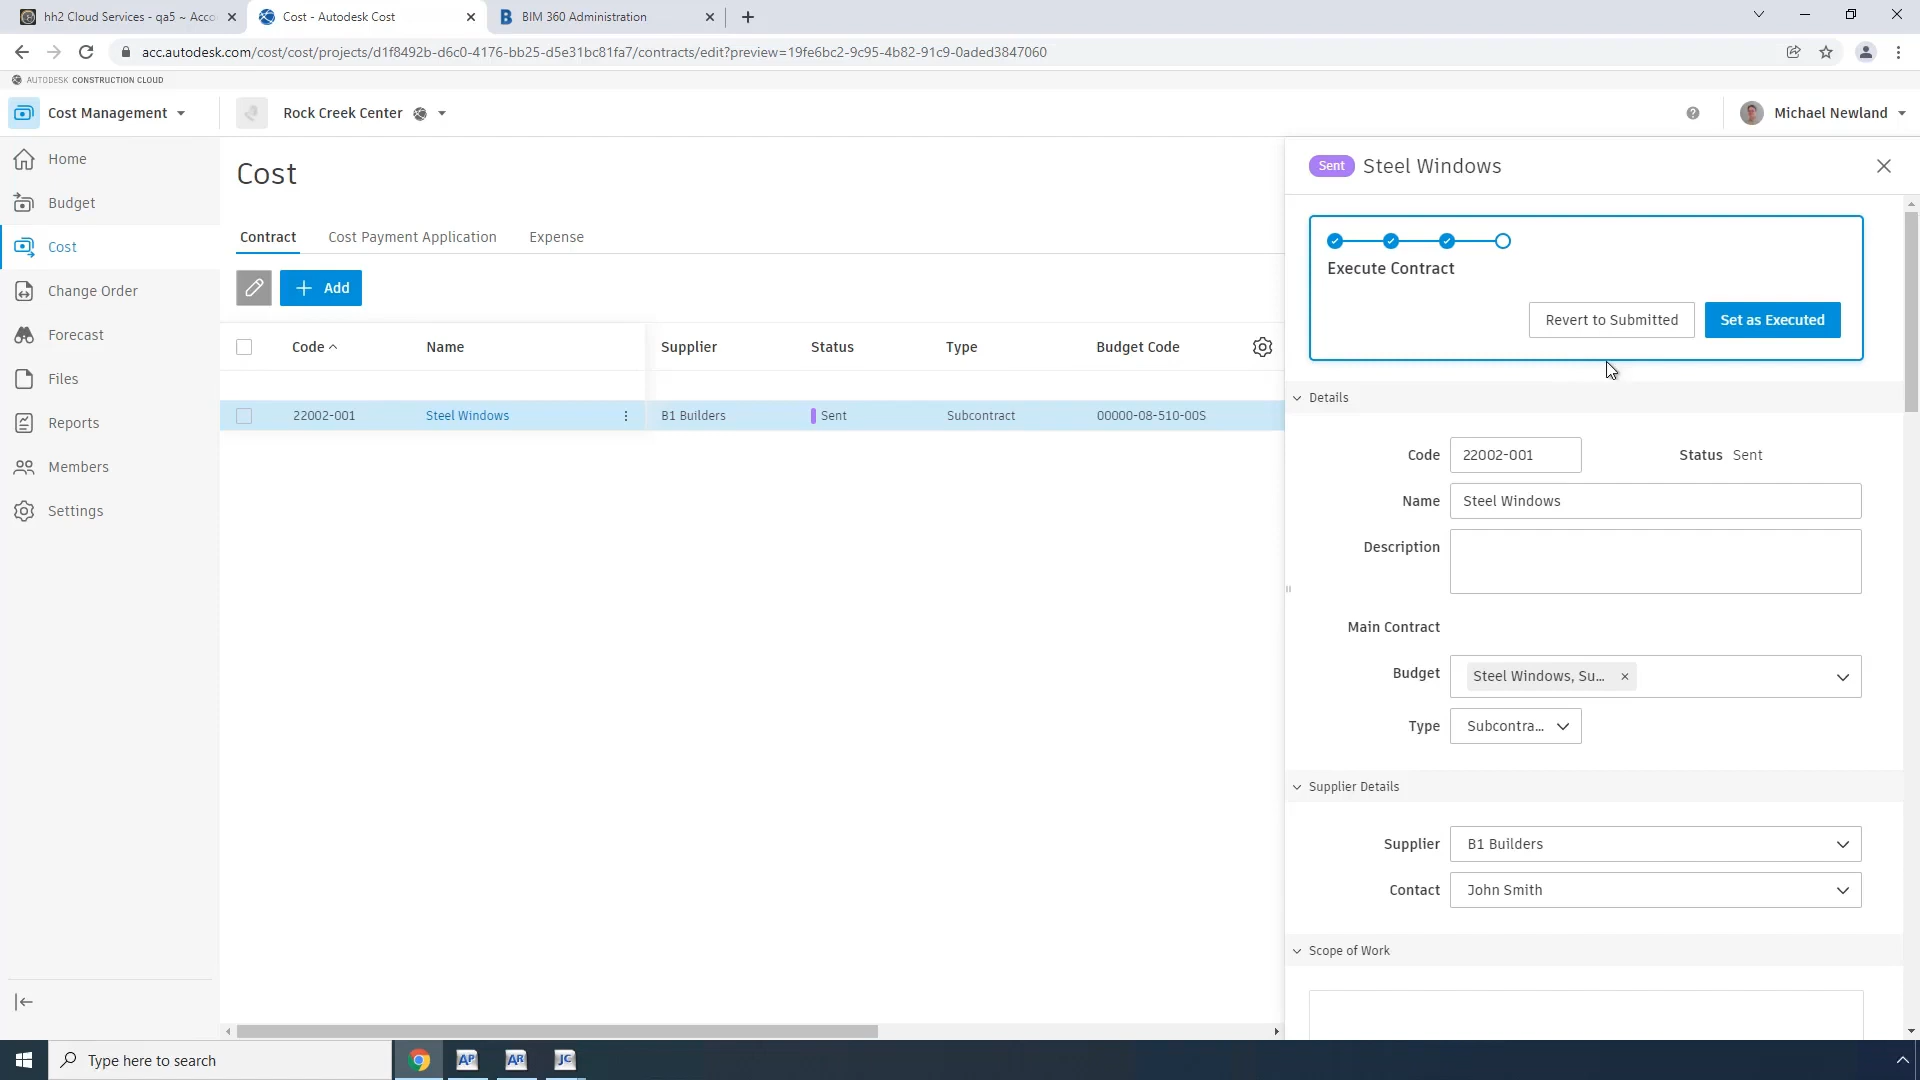 hh2 Cloud Services - qa5 ~ Acco
Cost - Autodesk Cost
BIM 360 Administration
acc.autodesk.com/cost/cost/projects/d1f8492b-d6c0-4176-bb25-d5e31bc81fa7/contracts/edit?preview=19fe6bc2-9c95-4b82-91c9-0aded3847060
AUTODESK CONSTRUCTION CLOUD
Cost Management
Rock Creek Center
Michael Newland
Home
Budget
Cost
Change Order
Forecast
Files
Reports
Members
Settings
Cost
Contract Cost Payment Application Expense
Add
Code Name Supplier Status Type Budget Code
22002-001 Steel Windows B1 Builders Sent Subcontract 00000-08-510-00S
Sent Steel Windows
Execute Contract
Revert to Submitted Set as Executed
Details
Code 22002-001 Status Sent
Name Steel Windows
Description
Main Contract
Budget Steel Windows, Su...
Type Subcontra...
Supplier Details
Supplier B1 Builders
Contact John Smith
Scope of Work
Type here to search
AP AR JC